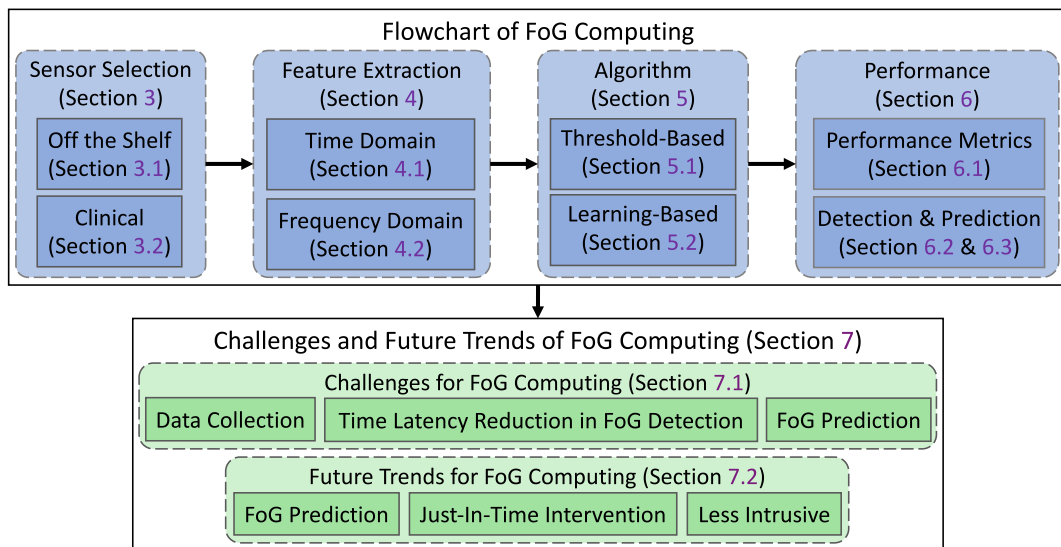 Flowchart of FoG Computing
Sensor Selection
(Section 3)
Off the Shelf
(Section 3.1)
Clinical
(Section 3.2)
Feature Extraction
(Section 4)
Time Domain
(Section 4.1)
Frequency Domain
(Section 4.2)
Algorithm
(Section 5)
Threshold-Based
(Section 5.1)
Learning-Based
(Section 5.2)
Performance
(Section 6)
Performance Metrics
(Section 6.1)
Detection & Prediction
(Section 6.2 & 6.3)
Challenges and Future Trends of FoG Computing (Section 7)
Challenges for FoG Computing (Section 7.1)
Data Collection
Time Latency Reduction in FoG Detection
FoG Prediction
Future Trends for FoG Computing (Section 7.2)
FoG Prediction
Just-In-Time Intervention
Less Intrusive